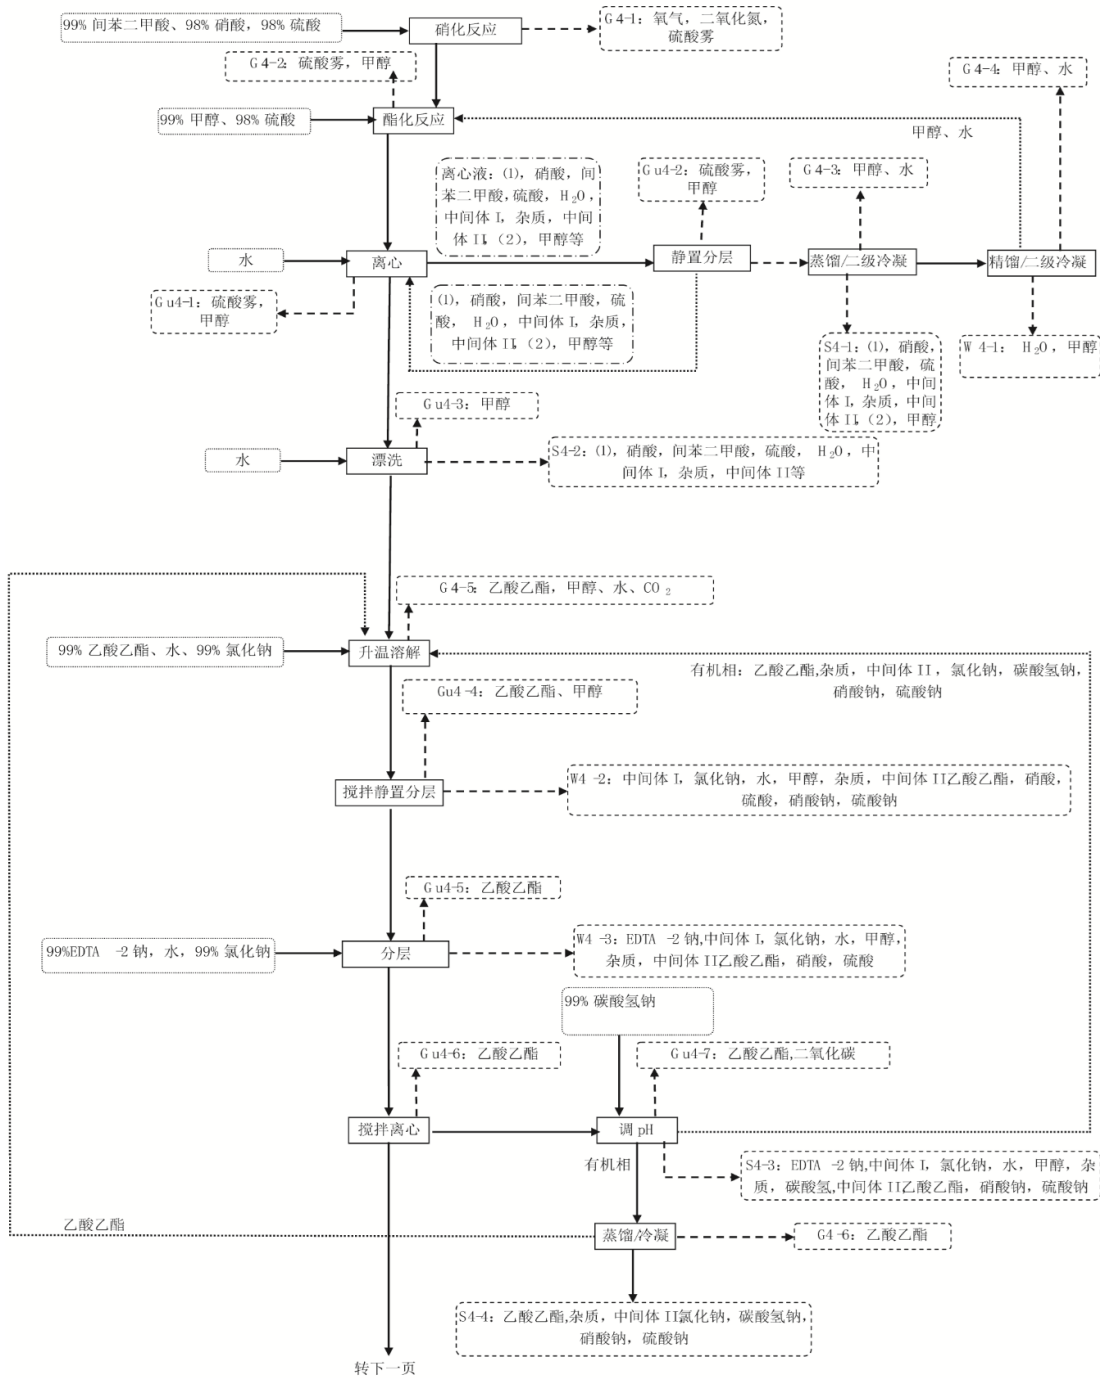 99% 间苯二甲酸、98% 硝酸，98% 硫酸
硝化反应
G 4-1：氧气，二氧化氮，
硫酸雾
G 4-2：硫酸雾，甲醇
G 4-4：甲醇、水
99% 甲醇、98% 硫酸
酯化反应
甲醇、水
离心液：(1)，硝酸，间
苯二甲酸，硫酸，H₂O，
中间体 I，杂质，中间
体 II，（2），甲醇等
G u4-2：硫酸雾，
甲醇
G 4-3：甲醇、水
水
离心
静置分层
蒸馏/二级冷凝
精馏/二级冷凝
G u4-1：硫酸雾，
甲醇
(1)，硝酸，间苯二甲酸，硫
酸，H₂O，中间体 I，杂质，
中间体 II，（2），甲醇等
S4-1：(1)，硝酸，
间苯二甲酸，硫
酸，H₂O，中间
体 I，杂质，中间
体 II，（2），甲醇
W 4-1：H₂O，甲醇
G u4-3：甲醇
水
漂洗
S4-2：(1)，硝酸，间苯二甲酸，硫酸，H₂O，中
间体 I，杂质，中间体 II等
G 4-5：乙酸乙酯，甲醇、水、CO₂
99% 乙酸乙酯、水、99% 氯化钠
升温溶解
有机相：乙酸乙酯,杂质，中间体 II，氯化钠，碳酸氢钠，
硝酸钠，硫酸钠
Gu4-4：乙酸乙酯、甲醇
搅拌静置分层
W4 -2：中间体 I，氯化钠，水，甲醇，杂质，中间体 II乙酸乙酯，硝酸，
硫酸，硝酸钠，硫酸钠
G u4-5：乙酸乙酯
99%EDTA -2 钠，水，99% 氯化钠
分层
W4 -3：EDTA -2 钠,中间体 I，氯化钠，水，甲醇，
杂质，中间体 II乙酸乙酯，硝酸，硫酸
99% 碳酸氢钠
G u4-6：乙酸乙酯
G u4-7：乙酸乙酯,二氧化碳
搅拌离心
调 pH
有机相
S4-3：EDTA -2 钠,中间体 I，氯化钠，水，甲醇，杂
质，碳酸氢,中间体 II乙酸乙酯，硝酸钠，硫酸钠
乙酸乙酯
蒸馏/冷凝
G4 -6：乙酸乙酯
S4-4：乙酸乙酯,杂质，中间体 II氯化钠，碳酸氢钠，
硝酸钠，硫酸钠
转下一页